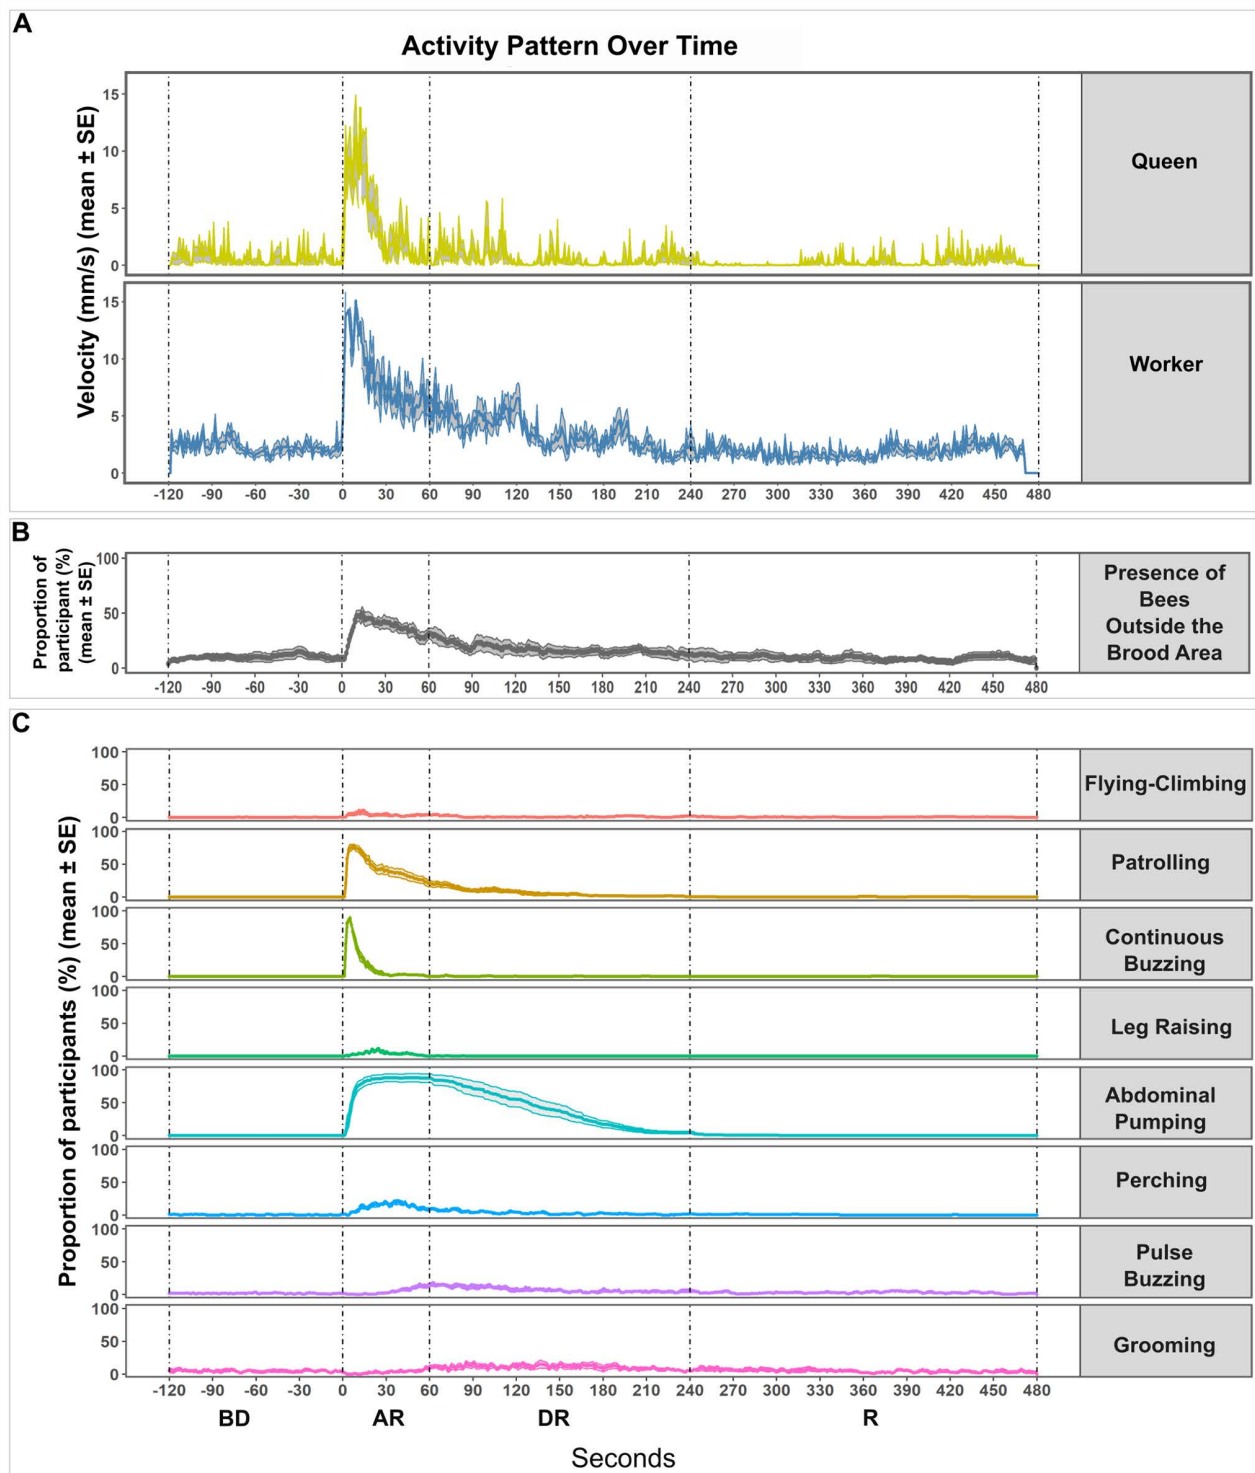 A
Activity Pattern Over Time
Velocity (mm/s) (mean ± SE)
15
10
5
0
Queen
15
10
5
0
Worker
-120 -90 -60 -30 0 30 60 90 120 150 180 210 240 270 300 330 360 390 420 450 480
B
Proportion of
participant (%)
(mean ± SE)
100
50
0
Presence of
Bees
Outside the
Brood Area
-120 -90 -60 -30 0 30 60 90 120 150 180 210 240 270 300 330 360 390 420 450 480
C
Proportion of participants (%) (mean ± SE)
100
50
0
Flying-Climbing
100
50
0
Patrolling
100
50
0
Continuous
Buzzing
100
50
0
Leg Raising
100
50
0
Abdominal
Pumping
100
50
0
Perching
100
50
0
Pulse
Buzzing
100
50
0
Grooming
-120 -90 -60 -30 0 30 60 90 120 150 180 210 240 270 300 330 360 390 420 450 480
BD AR DR R
Seconds